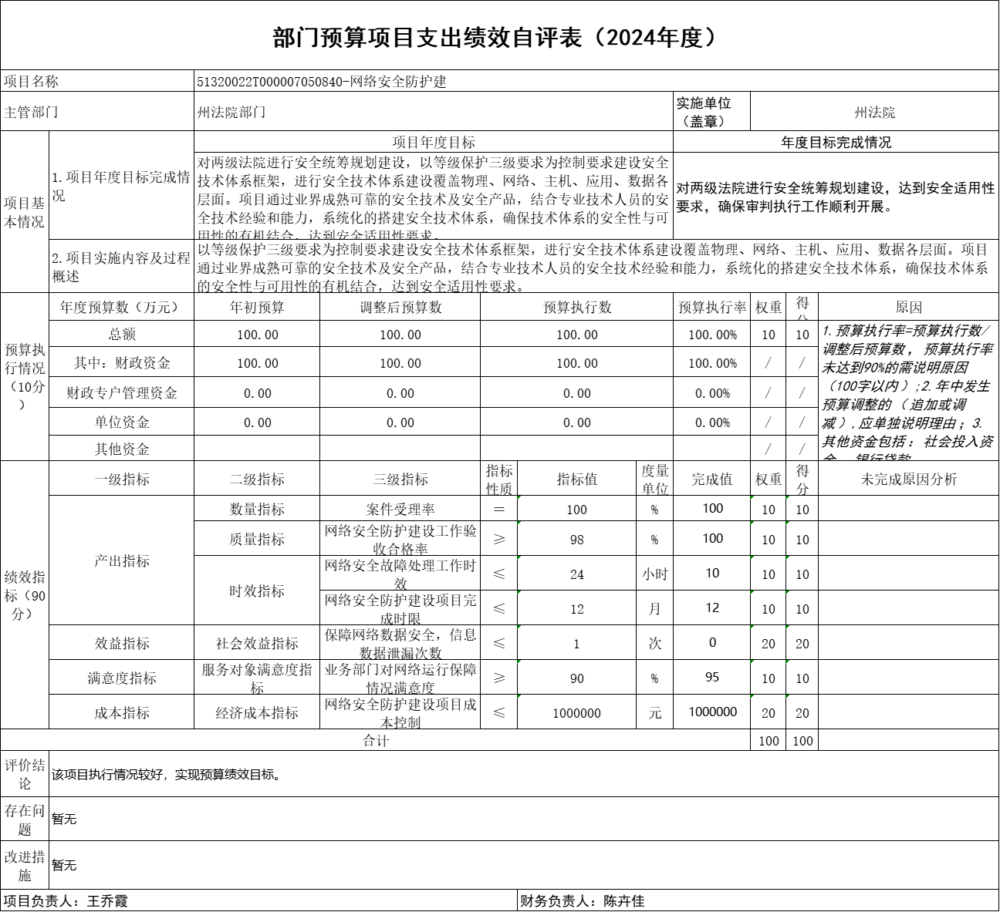 部门预算项目支出绩效自评表（2024年度）
项目名称 51320022T000007050840-网络安全防护建
主管部门 州法院部门 实施单位（盖章） 州法院
项目基本情况
1.项目年度目标完成情况
项目年度目标 年度目标完成情况
对两级法院进行安全统筹规划建设，以等级保护三级要求为控制要求建设安全
技术体系框架，进行安全技术体系建设覆盖物理、网络、主机、应用、数据各
层面。项目通过业界成熟可靠的安全技术及安全产品，结合专业技术人员的安
全技术经验和能力，系统化的搭建安全技术体系，确保技术体系的安全性与可
用性的有机结合，达到安全适用性要求。
对两级法院进行安全统筹规划建设，达到安全适用性
要求，确保审判执行工作顺利开展。
2.项目实施内容及过程概述
以等级保护三级要求为控制要求建设安全技术体系框架，进行安全技术体系建设覆盖物理、网络、主机、应用、数据各层面。项目
通过业界成熟可靠的安全技术及安全产品，结合专业技术人员的安全技术经验和能力，系统化的搭建安全技术体系，确保技术体系
的安全性与可用性的有机结合，达到安全适用性要求。
预算执行情况（10分）
年度预算数（万元） 年初预算 调整后预算数 预算执行数 预算执行率 权重 得分 原因
总额 100.00 100.00 100.00 100.00% 10 10
其中：财政资金 100.00 100.00 100.00 100.00% / /
财政专户管理资金 0.00 0.00 0.00 0.00% / /
单位资金 0.00 0.00 0.00 0.00% / /
其他资金 / /
1.预算执行率=预算执行数/
调整后预算数，预算执行率
未达到90%的需说明原因
（100字以内）;2.年中发生
预算调整的（追加或调
减）,应单独说明理由；3.
其他资金包括：社会投入资
金、银行贷款
绩效指标（90分）
一级指标 二级指标 三级指标 指标性质 指标值 度量单位 完成值 权重 得分 未完成原因分析
产出指标 数量指标 案件受理率 ＝ 100 % 100 10 10
质量指标 网络安全防护建设工作验收合格率 ≥ 98 % 100 10 10
时效指标 网络安全故障处理工作时效 ≤ 24 小时 10 10 10
网络安全防护建设项目完成时限 ≤ 12 月 12 10 10
效益指标 社会效益指标 保障网络数据安全，信息数据泄漏次数 ≤ 1 次 0 20 20
满意度指标 服务对象满意度指标 业务部门对网络运行保障情况满意度 ≥ 90 % 95 10 10
成本指标 经济成本指标 网络安全防护建设项目成本控制 ≤ 1000000 元 1000000 20 20
合计 100 100
评价结论 该项目执行情况较好，实现预算绩效目标。
存在问题 暂无
改进措施 暂无
项目负责人：王乔霞 财务负责人：陈卉佳